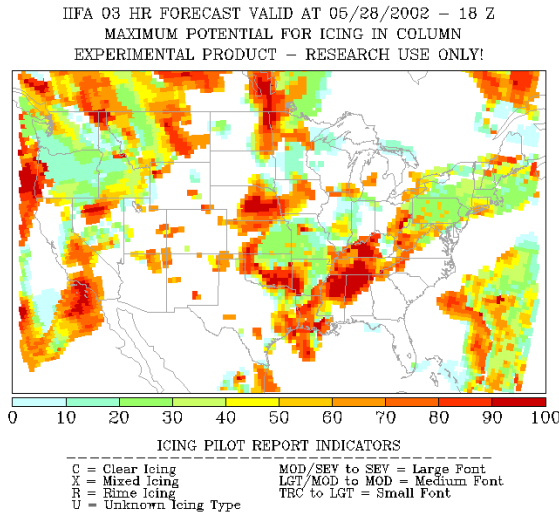 IIFA 03 HR FORECAST VALID AT 05/28/2002 – 18 Z
MAXIMUM POTENTIAL FOR ICING IN COLUMN
EXPERIMENTAL PRODUCT – RESEARCH USE ONLY!
0 10 20 30 40 50 60 70 80 90 100
ICING PILOT REPORT INDICATORS
C = Clear Icing MOD/SEV to SEV = Large Font
X = Mixed Icing LGT/MOD to MOD = Medium Font
R = Rime Icing TRC to LGT = Small Font
U = Unknown Icing Type